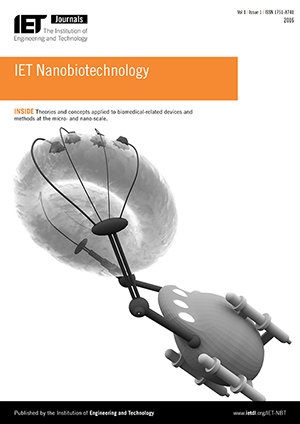 IET Journals
The Institution of
Engineering and Technology
Vol 1 | Issue 1 | ISSN 1751-8741
2016
IET Nanobiotechnology
INSIDE Theories and concepts applied to biomedical-related devices and
methods at the micro- and nano-scale.
Published by the Institution of Engineering and Technology
www.ietdl.org/IET-NBT